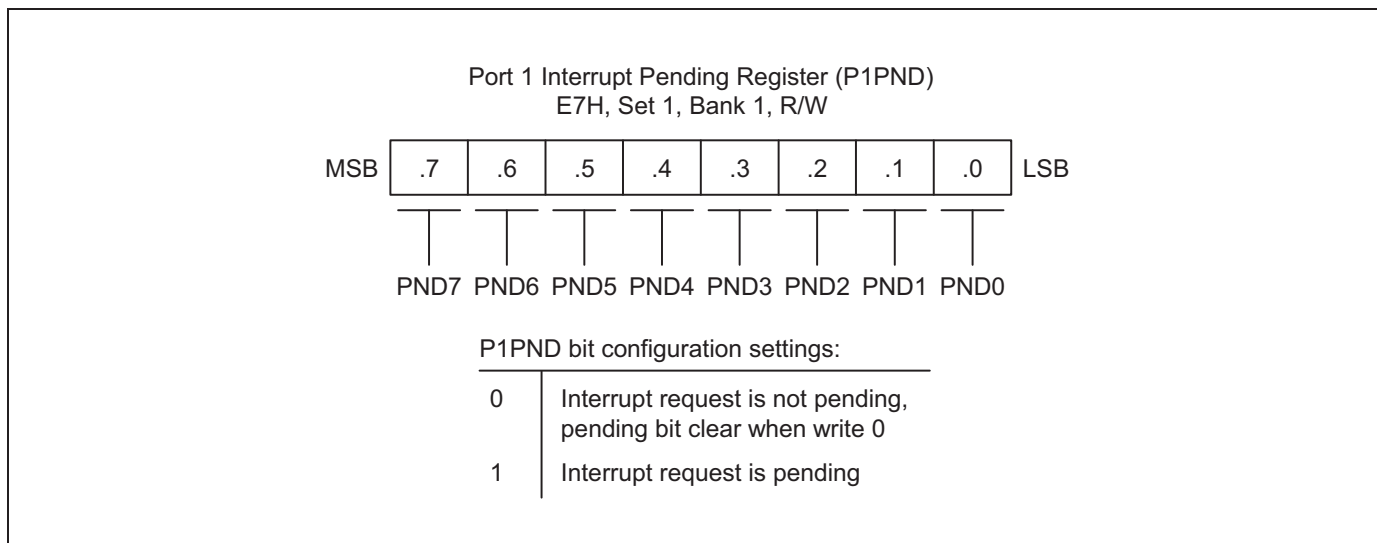 Port 1 Interrupt Pending Register (P1PND)
E7H, Set 1, Bank 1, R/W
MSB .7 .6 .5 .4 .3 .2 .1 .0 LSB
PND7 PND6 PND5 PND4 PND3 PND2 PND1 PND0
P1PND bit configuration settings:
0 Interrupt request is not pending,
pending bit clear when write 0
1 Interrupt request is pending